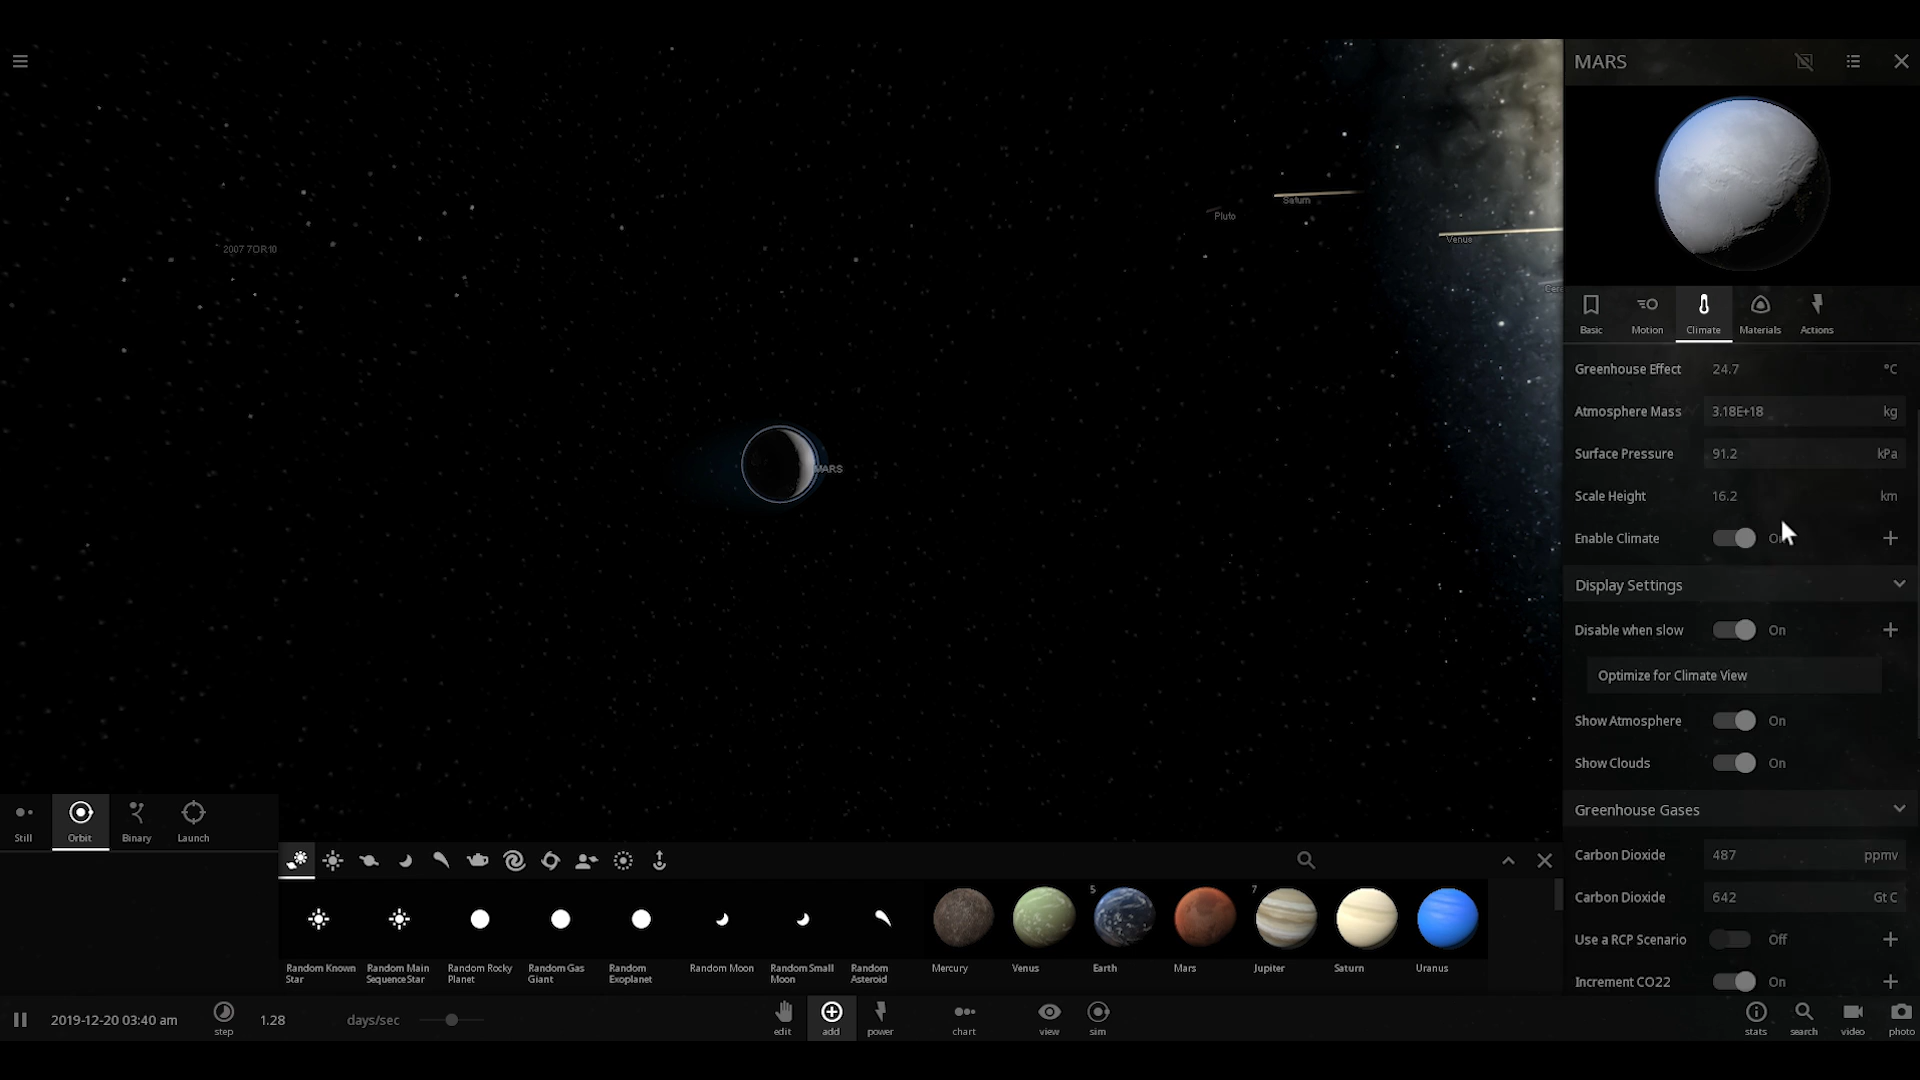 MARS
Saturn
Pluto
Venus
2007 7OR10
MARS
Basic
Motion
Climate
Materials
Actions
Greenhouse Effect 24.7 °C
Atmosphere Mass 3.18E+18 kg
Surface Pressure 91.2 kPa
Scale Height 16.2 km
Enable Climate
Display Settings
Disable when slow On
Optimize for Climate View
Show Atmosphere On
Show Clouds On
Greenhouse Gases
Carbon Dioxide 487 ppmv
Carbon Dioxide 642 Gt C
Use a RCP Scenario Off
Increment CO22 On
Still
Orbit
Binary
Launch
5
7
Random Known
Star
Random Main
Sequence Star
Random Rocky
Planet
Random Gas
Giant
Random
Exoplanet
Random Moon
Random Small
Moon
Random
Asteroid
Mercury
Venus
Earth
Mars
Jupiter
Saturn
Uranus
2019-12-20 03:40 am
step
1.28 days/sec
edit
add
power
chart
view
sim
stats
search
video
photo